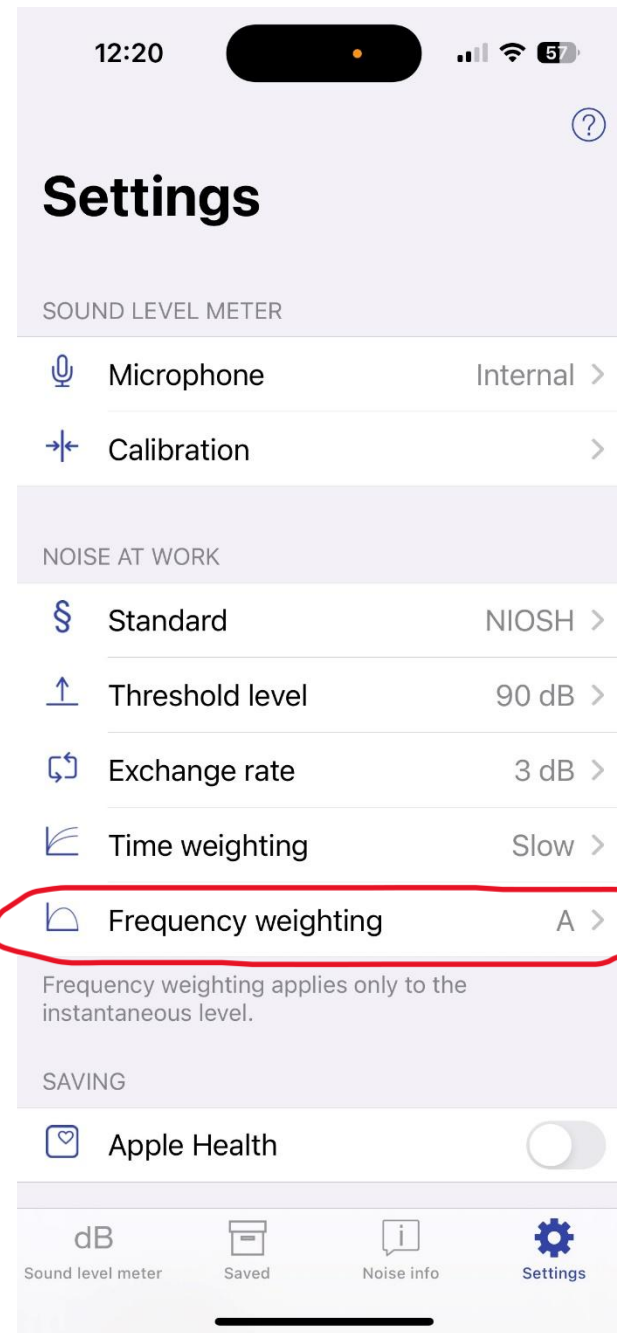 12:20
57
?
Settings
SOUND LEVEL METER
Microphone Internal
Calibration
NOISE AT WORK
§ Standard NIOSH
Threshold level 90 dB
Exchange rate 3 dB
Time weighting Slow
Frequency weighting A
Frequency weighting applies only to the
instantaneous level.
SAVING
Apple Health
dB
i
Sound level meter Saved Noise info Settings